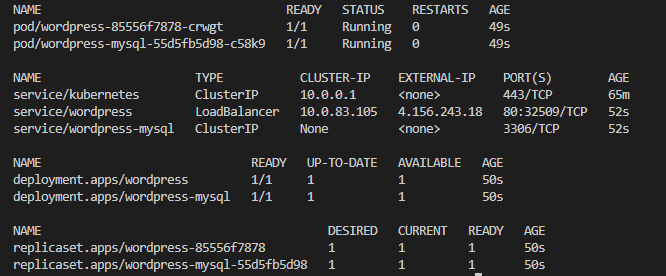 NAME READY STATUS RESTARTS AGE
pod/wordpress-85556f7878-crwgt 1/1 Running 0 49s
pod/wordpress-mysql-55d5fb5d98-c58k9 1/1 Running 0 49s
NAME TYPE CLUSTER-IP EXTERNAL-IP PORT(S) AGE
service/kubernetes ClusterIP 10.0.0.1 <none> 443/TCP 65m
service/wordpress LoadBalancer 10.0.83.105 4.156.243.18 80:32509/TCP 52s
service/wordpress-mysql ClusterIP None <none> 3306/TCP 52s
NAME READY UP-TO-DATE AVAILABLE AGE
deployment.apps/wordpress 1/1 1 1 50s
deployment.apps/wordpress-mysql 1/1 1 1 50s
NAME DESIRED CURRENT READY AGE
replicaset.apps/wordpress-85556f7878 1 1 1 50s
replicaset.apps/wordpress-mysql-55d5fb5d98 1 1 1 50s